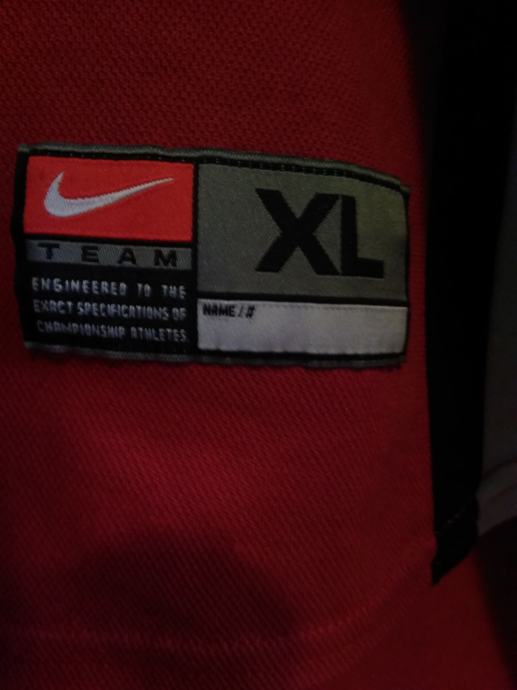 TEAM
ENGINEERED TO THE
EXACT SPECIFICATIONS OF
CHAMPIONSHIP ATHLETES
XL
NAME / #